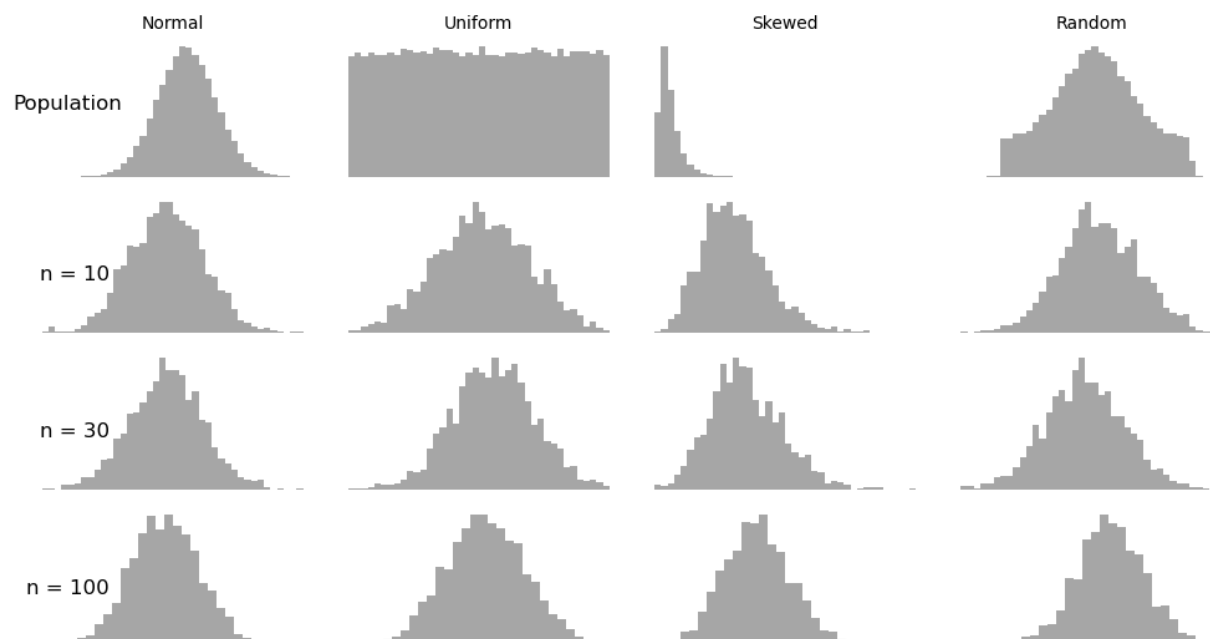 Normal
Uniform
Skewed
Random
Population
n = 10
n = 30
n = 100